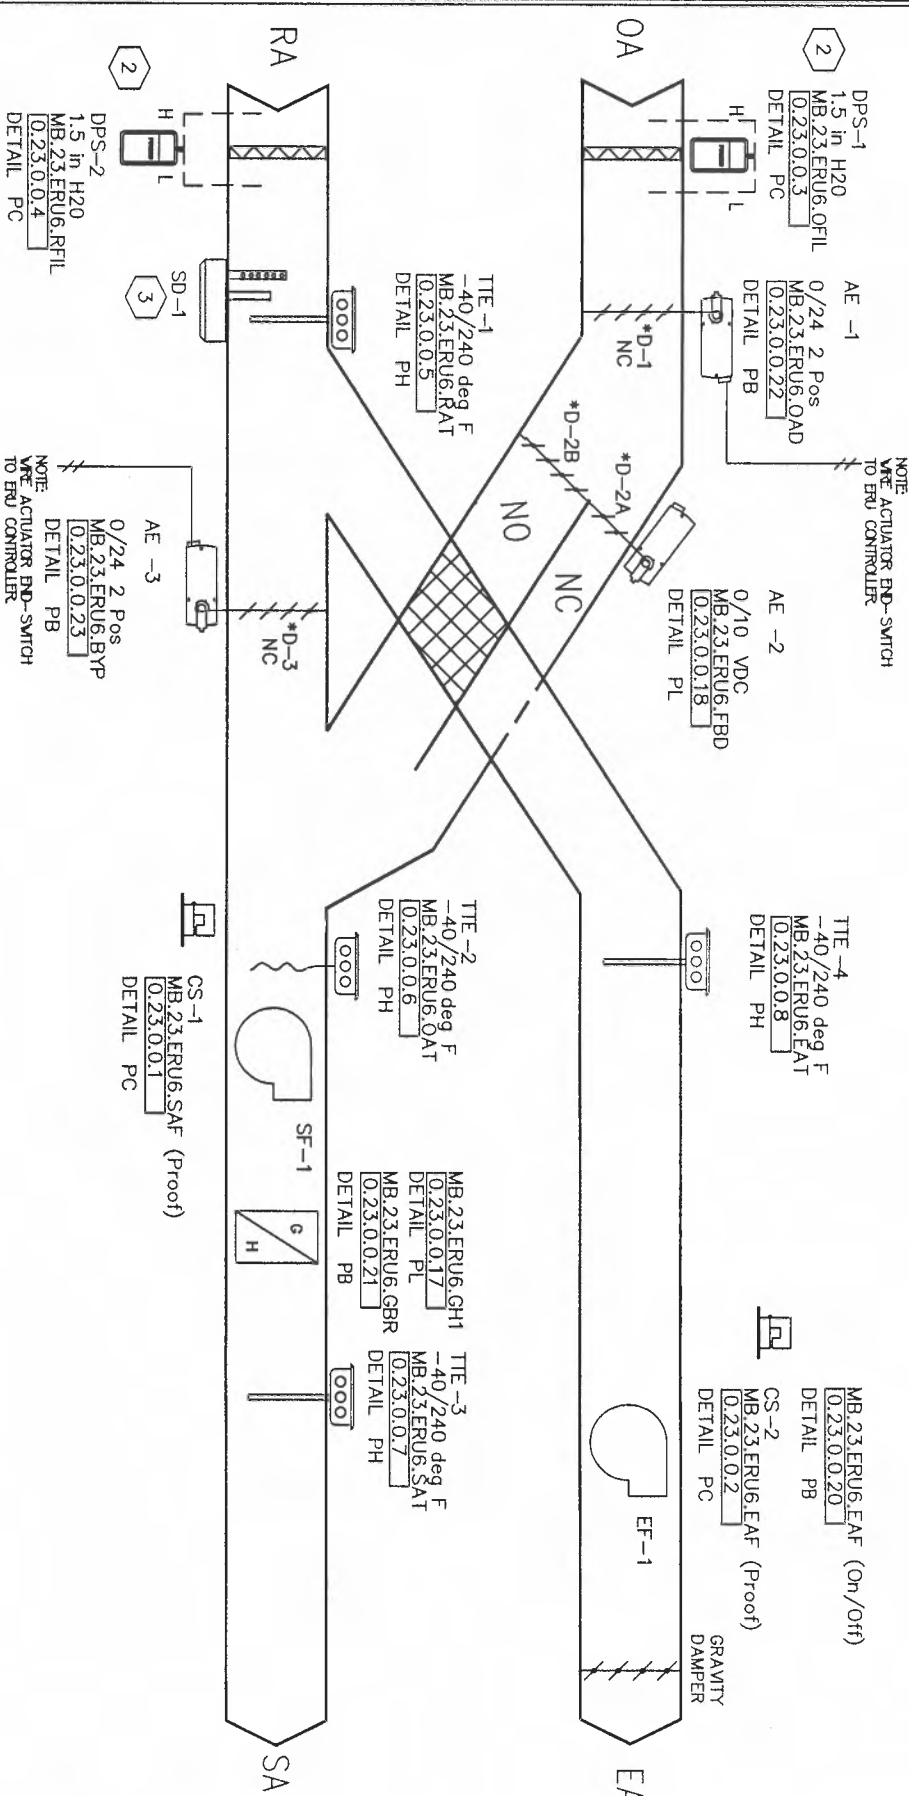 OA
2
DPS-1
1.5 in H20
MB.23.ERU6.OFIL
0.23.0.0.3
DETAIL PC
H
L
AE -1
0/24 2 Pos
MB.23.ERU6.OAD
0.23.0.0.22
DETAIL PB
NOTE:
WIRE ACTUATOR END-SWITCH
TO ERU CONTROLLER
*D-1
NC
*D-2B
*D-2A
NO
NC
AE -2
0/10 VDC
MB.23.ERU6.FBD
0.23.0.0.18
DETAIL PL
TTE -4
-40/240 deg F
MB.23.ERU6.EAT
0.23.0.0.8
DETAIL PH
MB.23.ERU6.EAF (On/Off)
0.23.0.0.20
DETAIL PB
CS-2
MB.23.ERU6.EAF (Proof)
0.23.0.0.2
DETAIL PC
EF-1
GRAVITY
DAMPER
RA
2
H
L
DPS-2
1.5 in H20
MB.23.ERU6.RFIL
0.23.0.0.4
DETAIL PC
TTE -1
-40/240 deg F
MB.23.ERU6.RAT
0.23.0.0.5
DETAIL PH
SD-1
3
*D-3
NC
AE -3
0/24 2 Pos
MB.23.ERU6.BYP
0.23.0.0.23
DETAIL PB
NOTE:
WIRE ACTUATOR END-SWITCH
TO ERU CONTROLLER
TTE -2
-40/240 deg F
MB.23.ERU6.OAT
0.23.0.0.6
DETAIL PH
CS-1
MB.23.ERU6.SAF (Proof)
0.23.0.0.1
DETAIL PC
SF-1
MB.23.ERU6.GH1
0.23.0.0.17
DETAIL PL
MB.23.ERU6.GBR
0.23.0.0.21
DETAIL PB
G
H
TTE -3
-40/240 deg F
MB.23.ERU6.SAT
0.23.0.0.7
DETAIL PH
SA